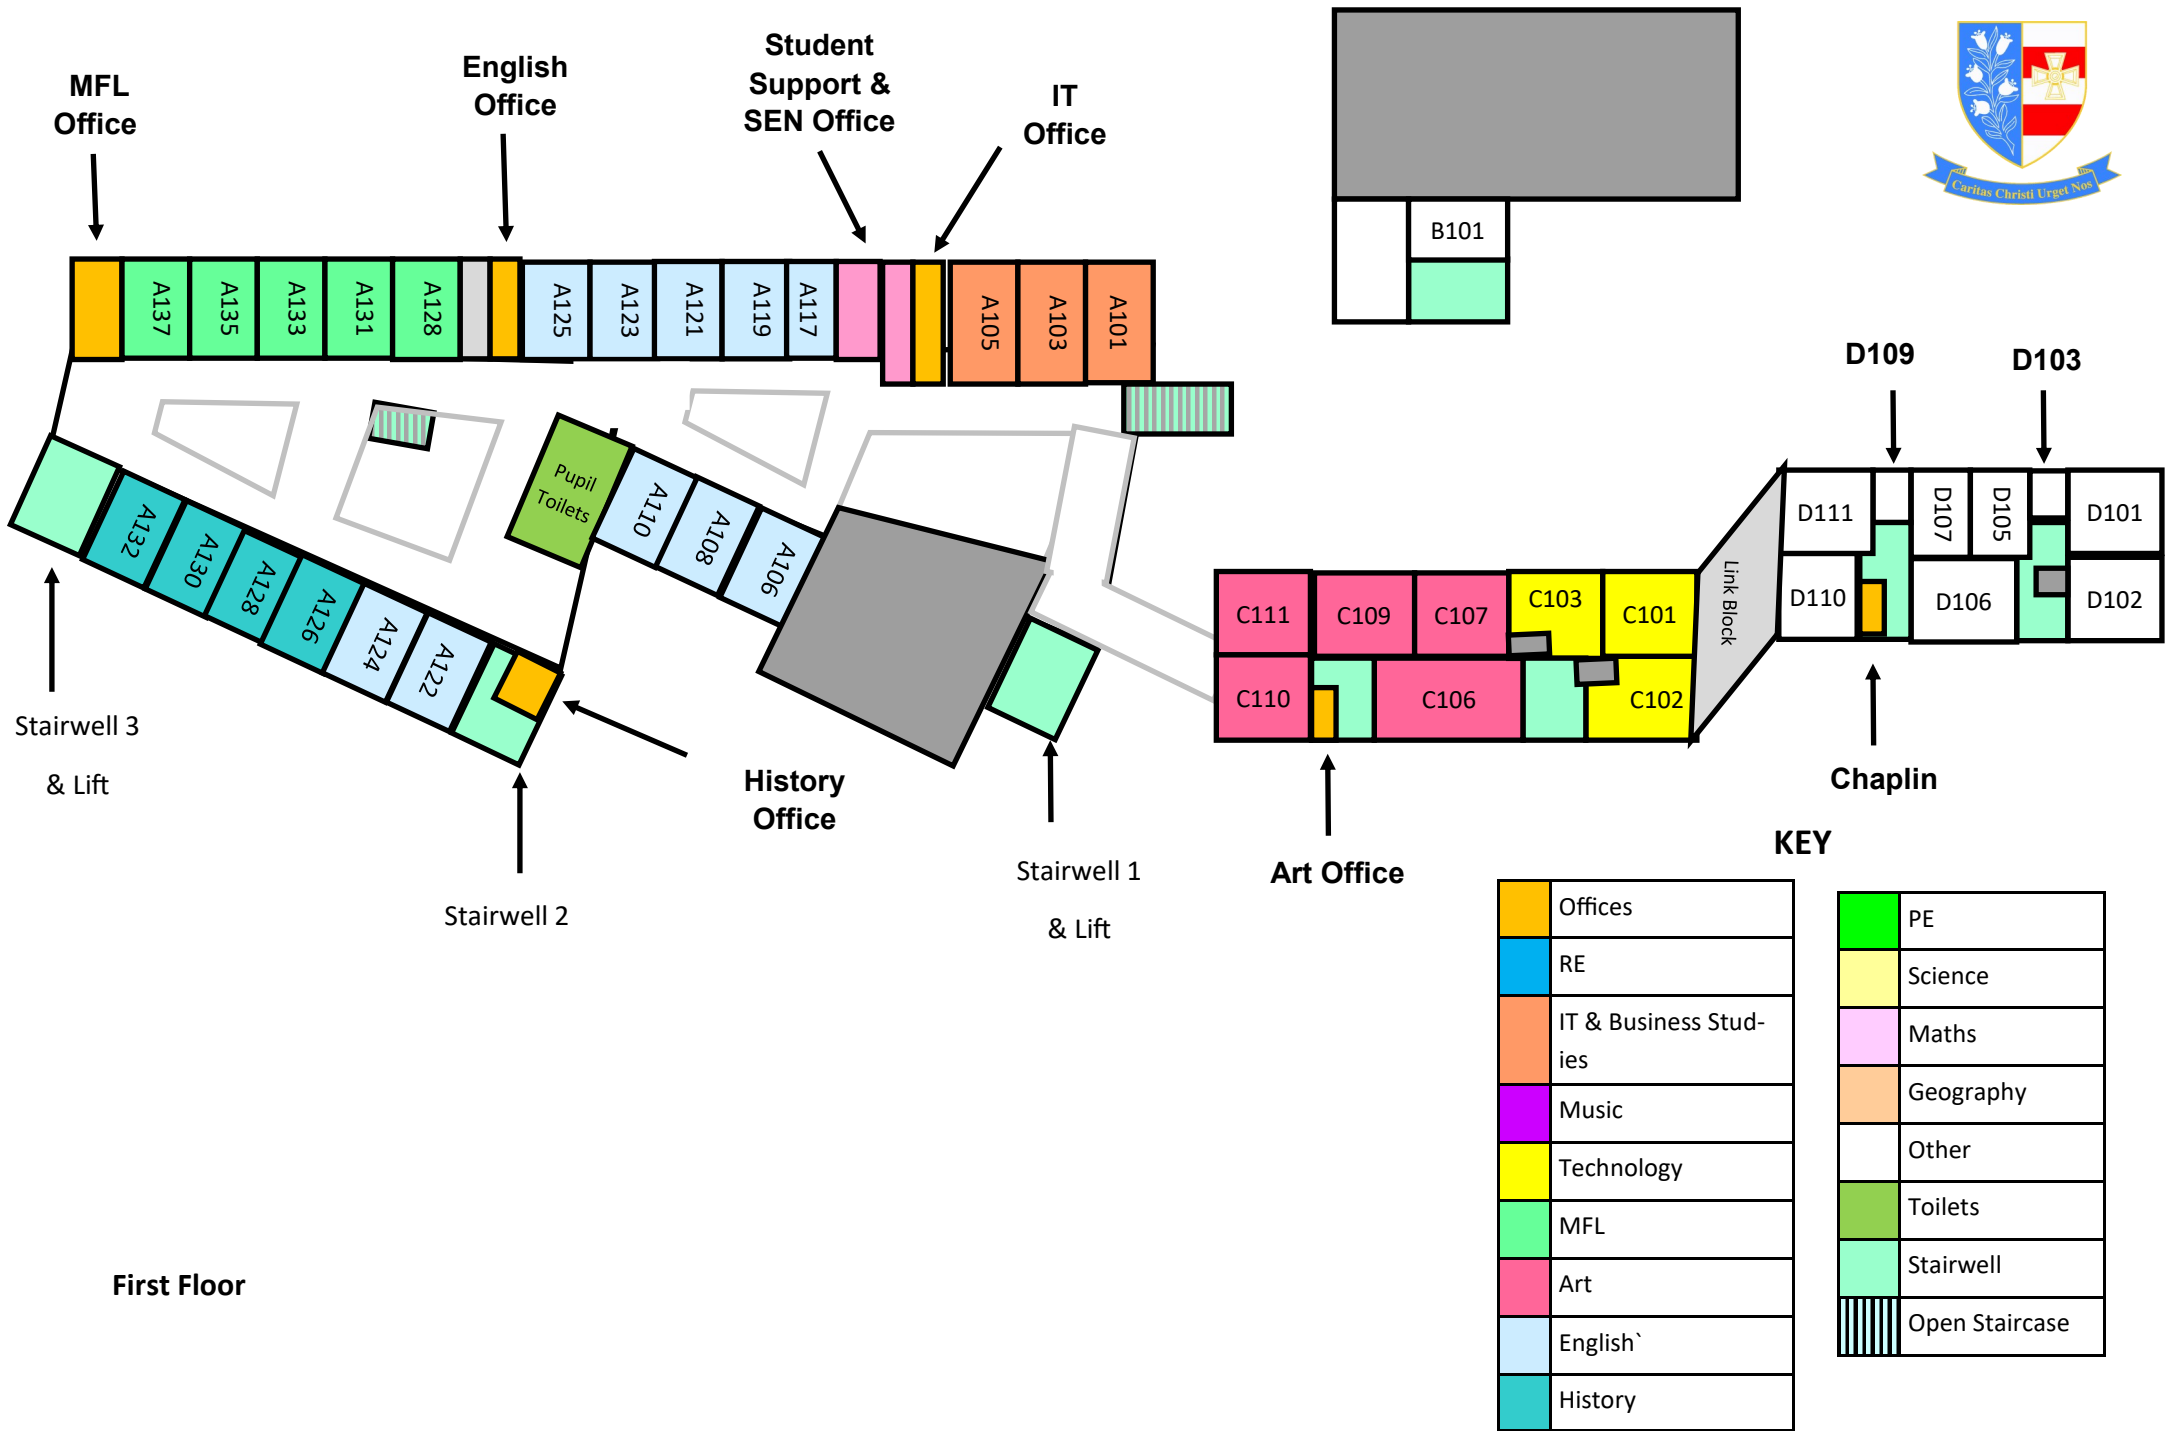 MFL
Office
English
Office
Student
Support &
SEN Office
IT
Office
Caritas Christi Urget Nos
B101
A137
A135
A133
A131
A128
A125
A123
A121
A119
A117
A105
A103
A101
D109
D103
Pupil
Toilets
A110
A108
A106
A132
A130
A128
A126
A124
A122
D111
D107
D105
D101
D110
D106
D102
Link Block
C111
C109
C107
C103
C101
C110
C106
C102
Stairwell 3
& Lift
History
Office
Stairwell 2
Stairwell 1
& Lift
Art Office
Chaplin
KEY
Offices
RE
IT & Business Stud-
ies
Music
Technology
MFL
Art
English`
History
PE
Science
Maths
Geography
Other
Toilets
Stairwell
Open Staircase
First Floor